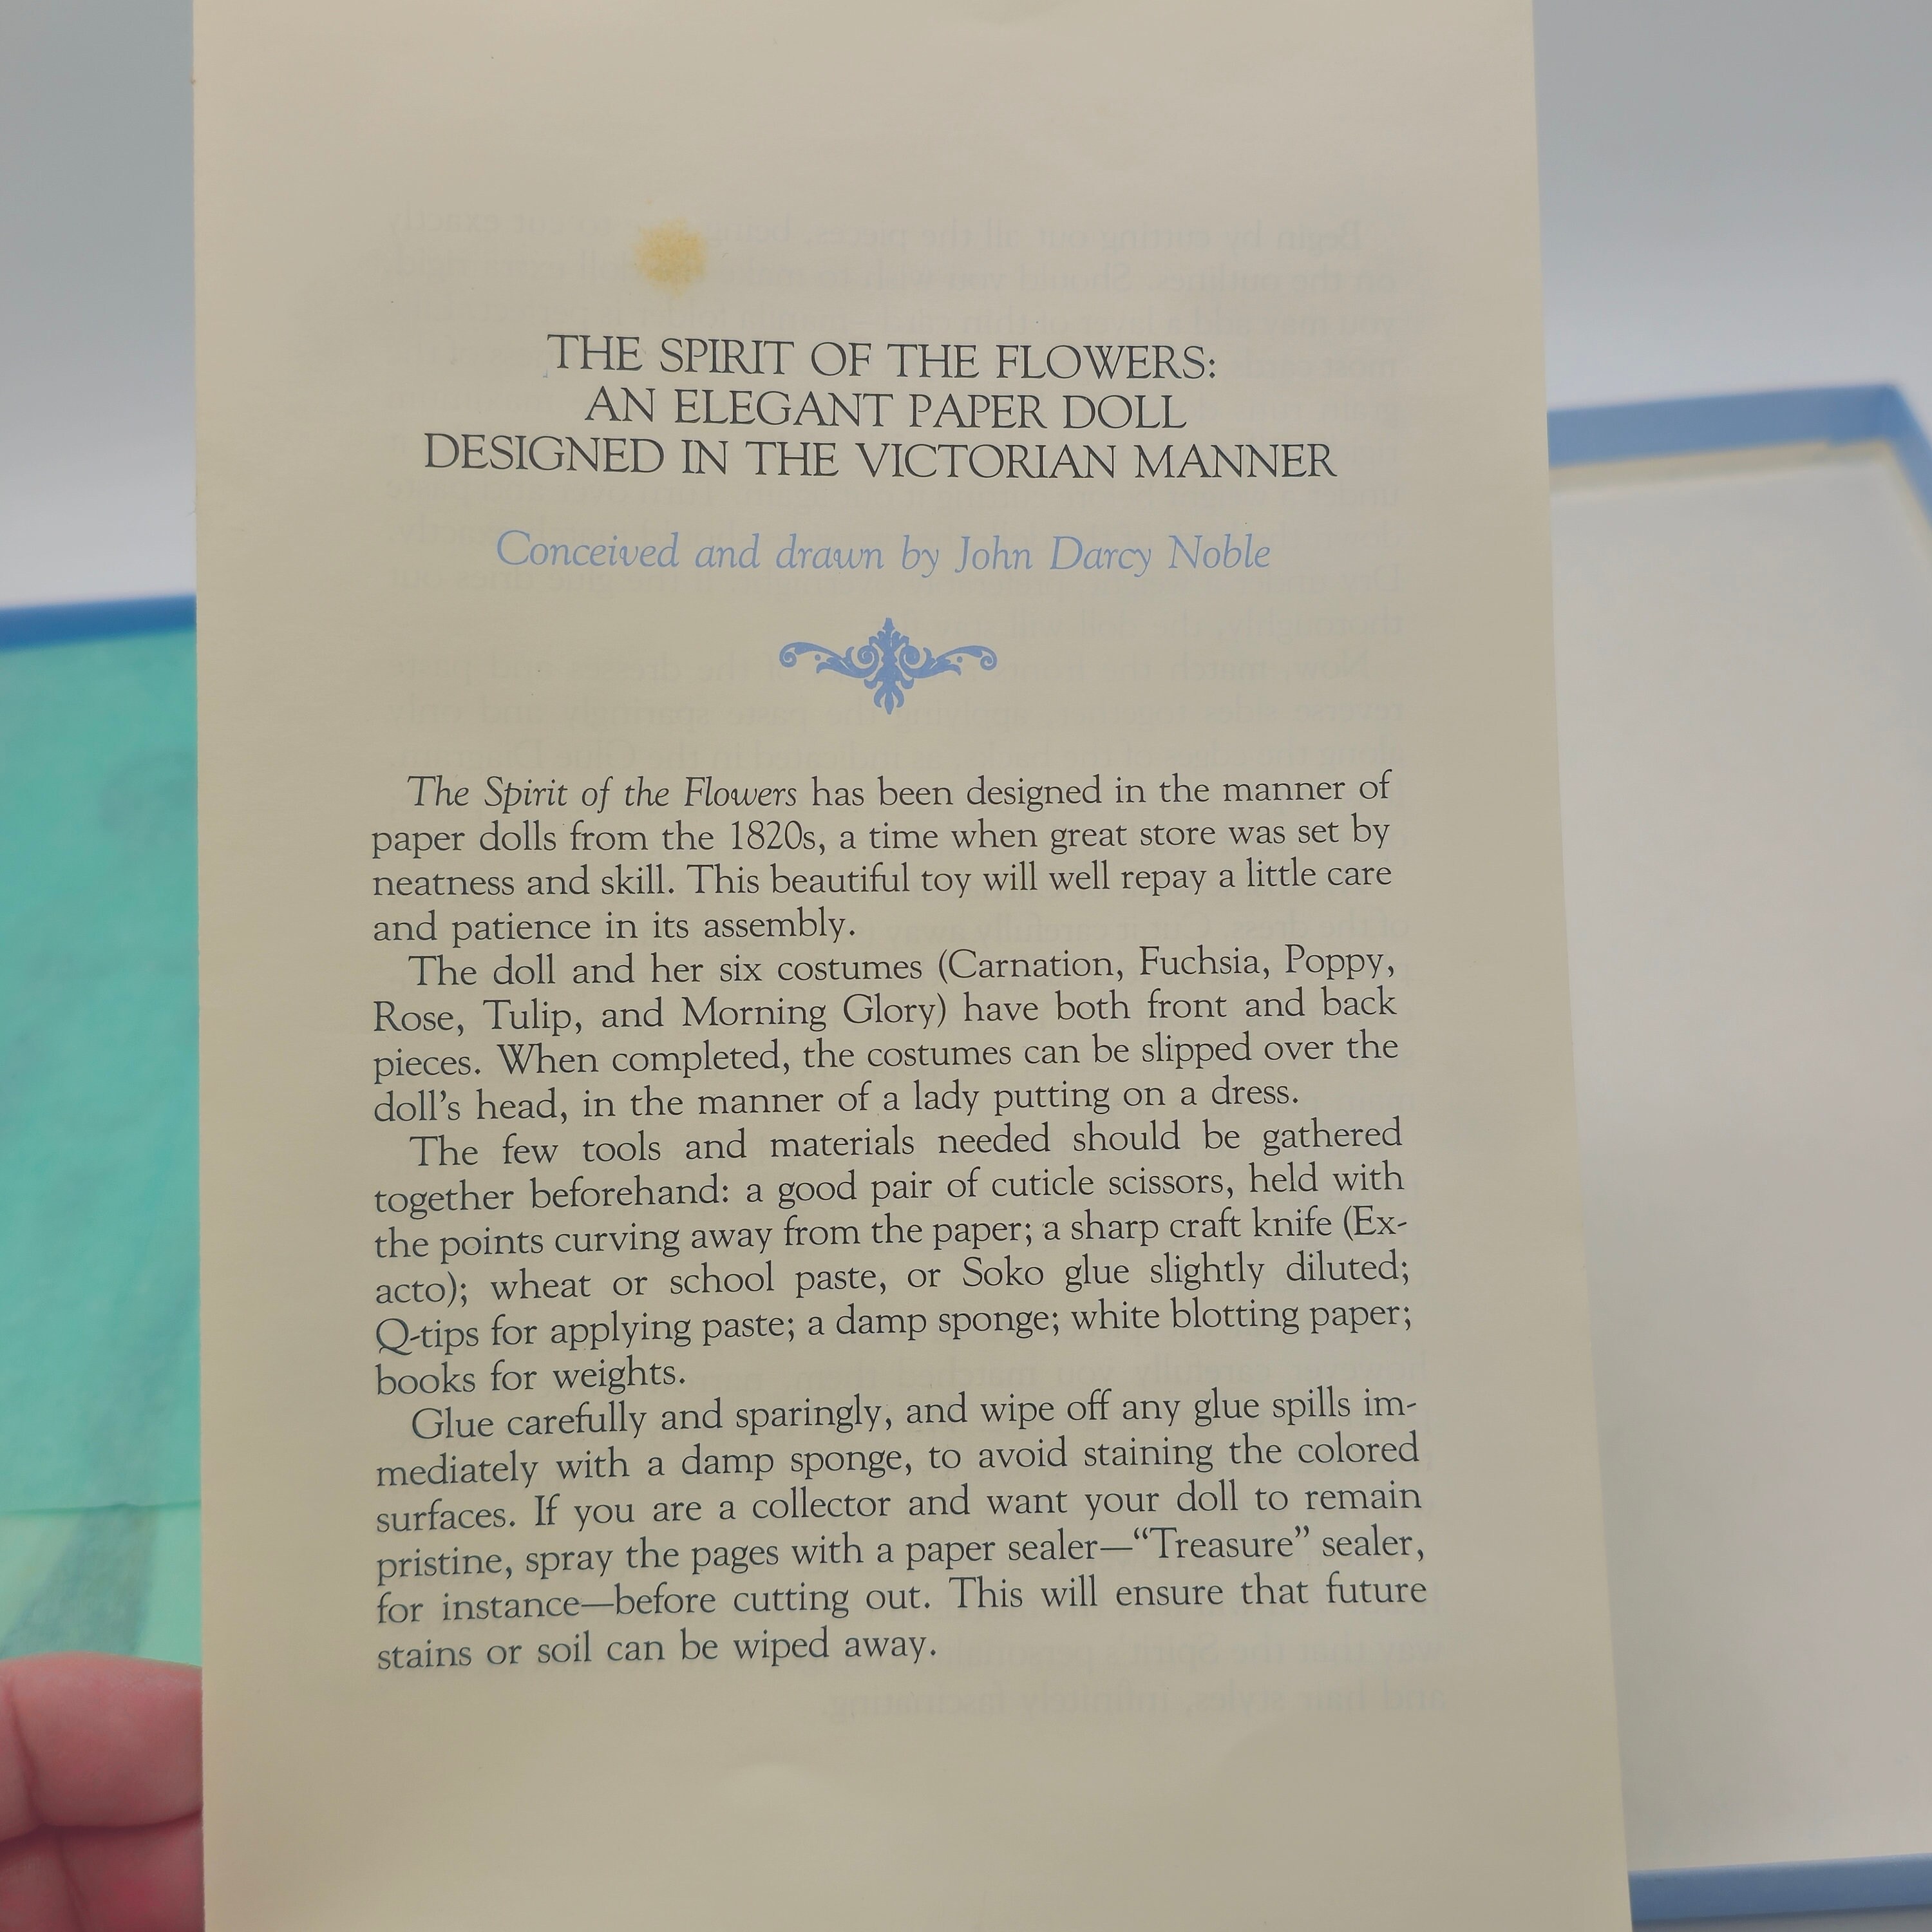 THE SPIRIT OF THE FLOWERS:
AN ELEGANT PAPER DOLL
DESIGNED IN THE VICTORIAN MANNER
Conceived and drawn by John Darcy Noble
The Spirit of the Flowers has been designed in the manner of
paper dolls from the 1820s, a time when great store was set by
neatness and skill. This beautiful toy will well repay a little care
and patience in its assembly.
The doll and her six costumes (Carnation, Fuchsia, Poppy,
Rose, Tulip, and Morning Glory) have both front and back
pieces. When completed, the costumes can be slipped over the
doll's head, in the manner of a lady putting on a dress.
The few tools and materials needed should be gathered
together beforehand: a good pair of cuticle scissors, held with
the points curving away from the paper; a sharp craft knife (Ex-
acto); wheat or school paste, or Soko glue slightly diluted;
Q-tips for applying paste; a damp sponge; white blotting paper;
books for weights.
Glue carefully and sparingly, and wipe off any glue spills im-
mediately with a damp sponge, to avoid staining the colored
surfaces. If you are a collector and want your doll to remain
pristine, spray the pages with a paper sealer—“Treasure” sealer,
for instance—before cutting out. This will ensure that future
stains or soil can be wiped away.